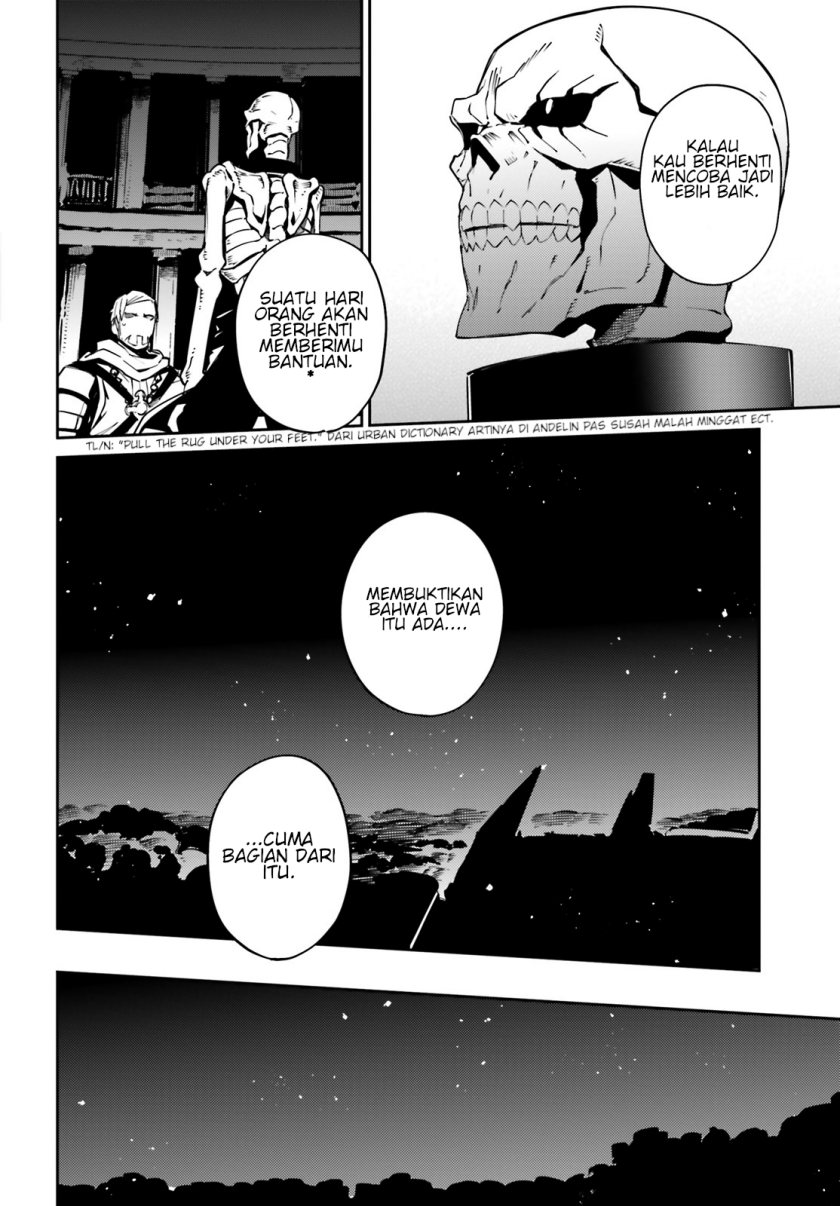 KALAU
KAU BERHENTI
MENCOBA JADI
LEBIH BAIK.
SUATU HARI
ORANG AKAN
BERHENTI
MEMBERIMU
BANTUAN.
*
TL/N: "PULL THE RUG UNDER YOUR FEET." DARI URBAN DICTIONARY ARTINYA DI ANDELIN PAS SUSAH MALAH MINGGAT ECT.
MEMBUKTIKAN
BAHWA DEWA
ITU ADA....
...CUMA
BAGIAN DARI
ITU.